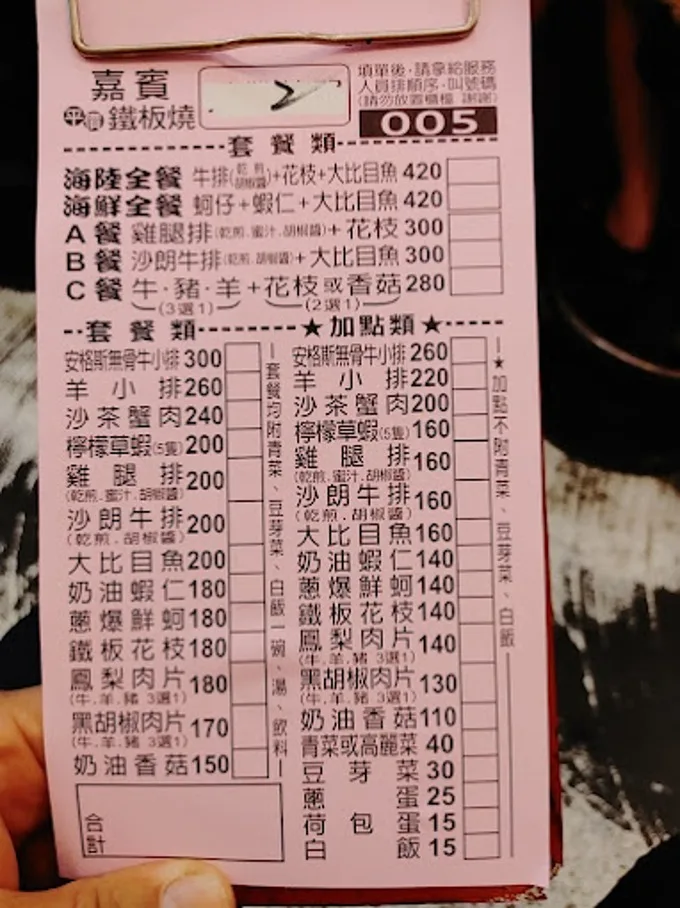 嘉賓
平價 鐵板燒
2
填單後，請拿給服務
人員排順序，叫號碼
(請勿放置櫃檯 謝謝)
005
套餐類
海陸全餐 牛排(乾煎 胡椒醬)+花枝+大比目魚 420
海鮮全餐 蚵仔+蝦仁+大比目魚 420
A餐 雞腿排(乾煎.蜜汁.胡椒醬)+花枝 300
B餐 沙朗牛排(乾煎.胡椒醬)+大比目魚 300
C餐 牛·豬·羊+花枝或香菇 280
(3選1) (2選1)
套餐類
安格斯無骨牛小排 300
羊小排 260
沙茶蟹肉 240
檸檬草蝦(5隻) 200
雞腿排 200
(乾煎.蜜汁.胡椒醬)
沙朗牛排 200
(乾煎.胡椒醬)
大比目魚 200
奶油蝦仁 180
蔥爆鮮蚵 180
鐵板花枝 180
鳳梨肉片 180
(牛.羊.豬 3選1)
黑胡椒肉片 170
(牛.羊.豬 3選1)
奶油香菇 150
合計
套餐均附青菜、豆芽菜、白飯一碗、湯、飲料
★加點類★
安格斯無骨牛小排 260
羊小排 220
沙茶蟹肉 200
檸檬草蝦(5隻) 160
雞腿排 160
(乾煎.蜜汁.胡椒醬)
沙朗牛排 160
(乾煎.胡椒醬)
大比目魚 160
奶油蝦仁 140
蔥爆鮮蚵 140
鐵板花枝 140
鳳梨肉片 140
(牛.羊.豬 3選1)
黑胡椒肉片 130
(牛.羊.豬 3選1)
奶油香菇 110
青菜或高麗菜 40
豆芽菜 30
蔥蛋 25
荷包蛋 15
白飯 15
★加點不附青菜、豆芽菜、白飯